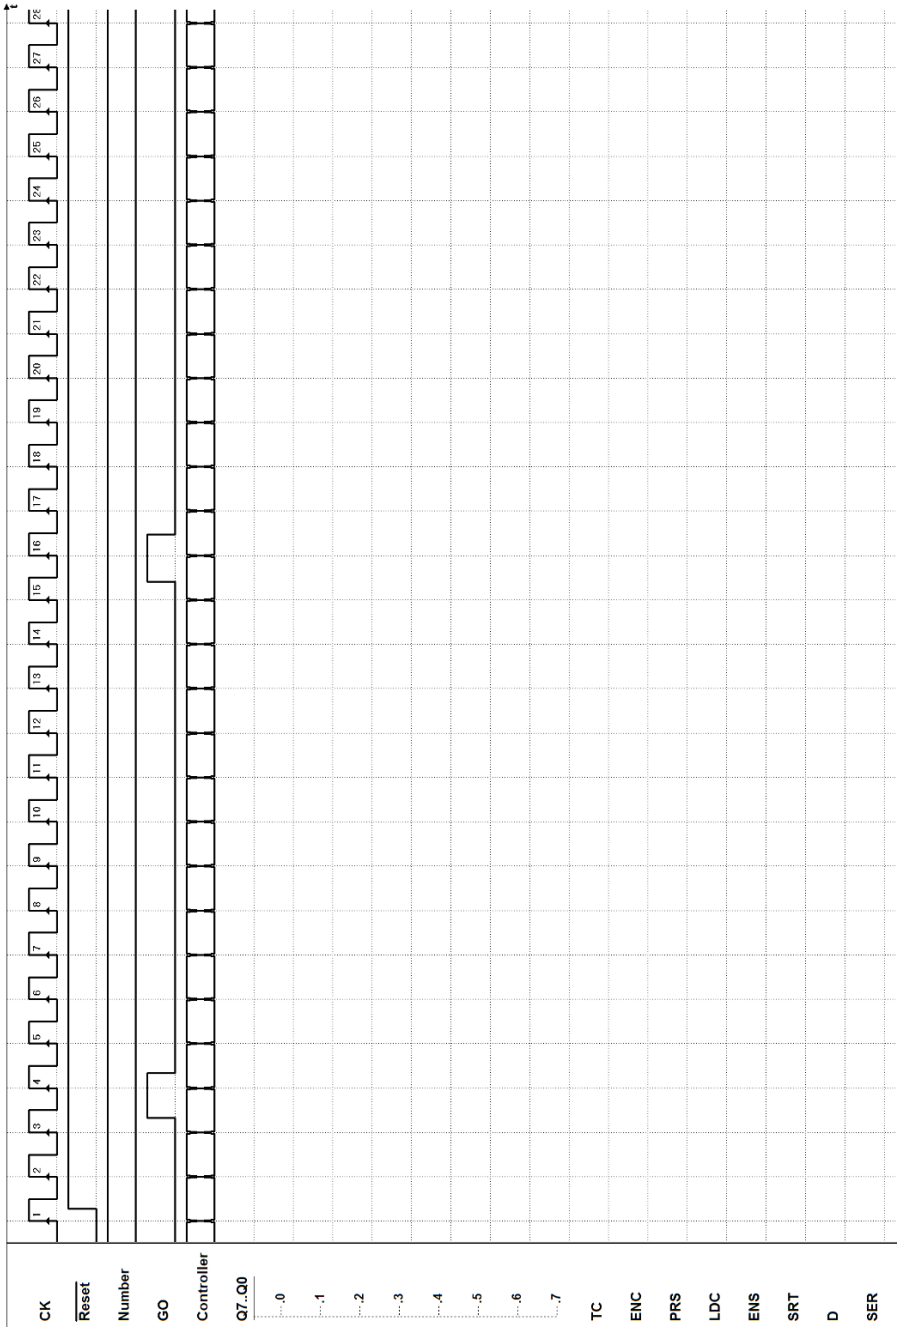 t
CK 1 2 3 4 5 6 7 8 9 10 11 12 13 14 15 16 17 18 19 20 21 22 23 24 25 26 27 28
Reset
Number
GO
Controller
Q7..Q0
.0
.1
.2
.3
.4
.5
.6
.7
TC
ENC
PRS
LDC
ENS
SRT
D
SER